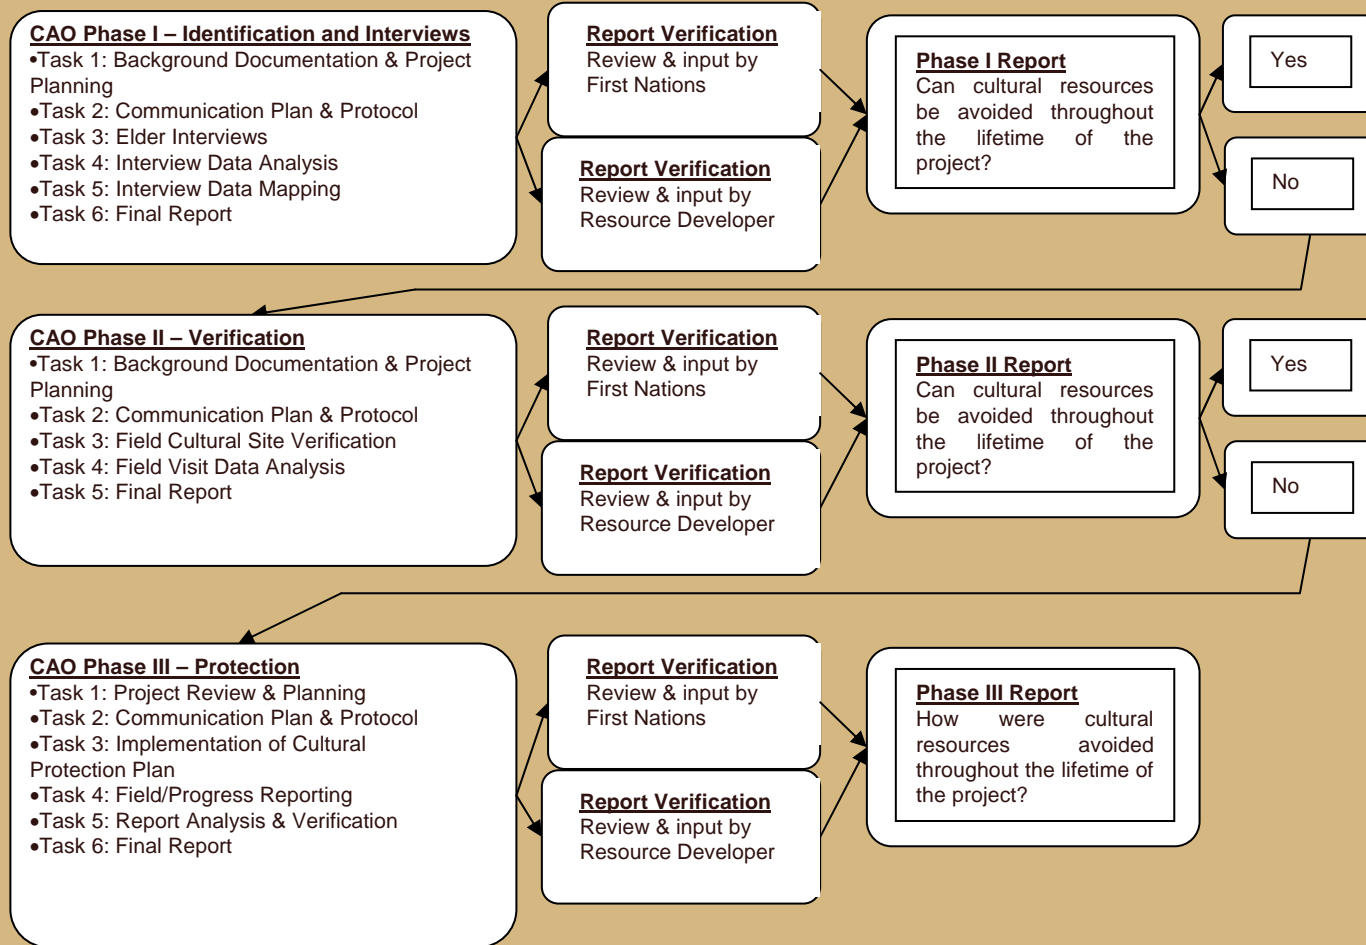 CAO Phase I – Identification and Interviews
•Task 1: Background Documentation & Project
Planning
•Task 2: Communication Plan & Protocol
•Task 3: Elder Interviews
•Task 4: Interview Data Analysis
•Task 5: Interview Data Mapping
•Task 6: Final Report
Report Verification
Review & input by
First Nations
Report Verification
Review & input by
Resource Developer
Phase I Report
Can cultural resources
be avoided throughout
the lifetime of the
project?
Yes
No
CAO Phase II – Verification
•Task 1: Background Documentation & Project
Planning
•Task 2: Communication Plan & Protocol
•Task 3: Field Cultural Site Verification
•Task 4: Field Visit Data Analysis
•Task 5: Final Report
Report Verification
Review & input by
First Nations
Report Verification
Review & input by
Resource Developer
Phase II Report
Can cultural resources
be avoided throughout
the lifetime of the
project?
Yes
No
CAO Phase III – Protection
•Task 1: Project Review & Planning
•Task 2: Communication Plan & Protocol
•Task 3: Implementation of Cultural
Protection Plan
•Task 4: Field/Progress Reporting
•Task 5: Report Analysis & Verification
•Task 6: Final Report
Report Verification
Review & input by
First Nations
Report Verification
Review & input by
Resource Developer
Phase III Report
How were cultural
resources avoided
throughout the lifetime of
the project?